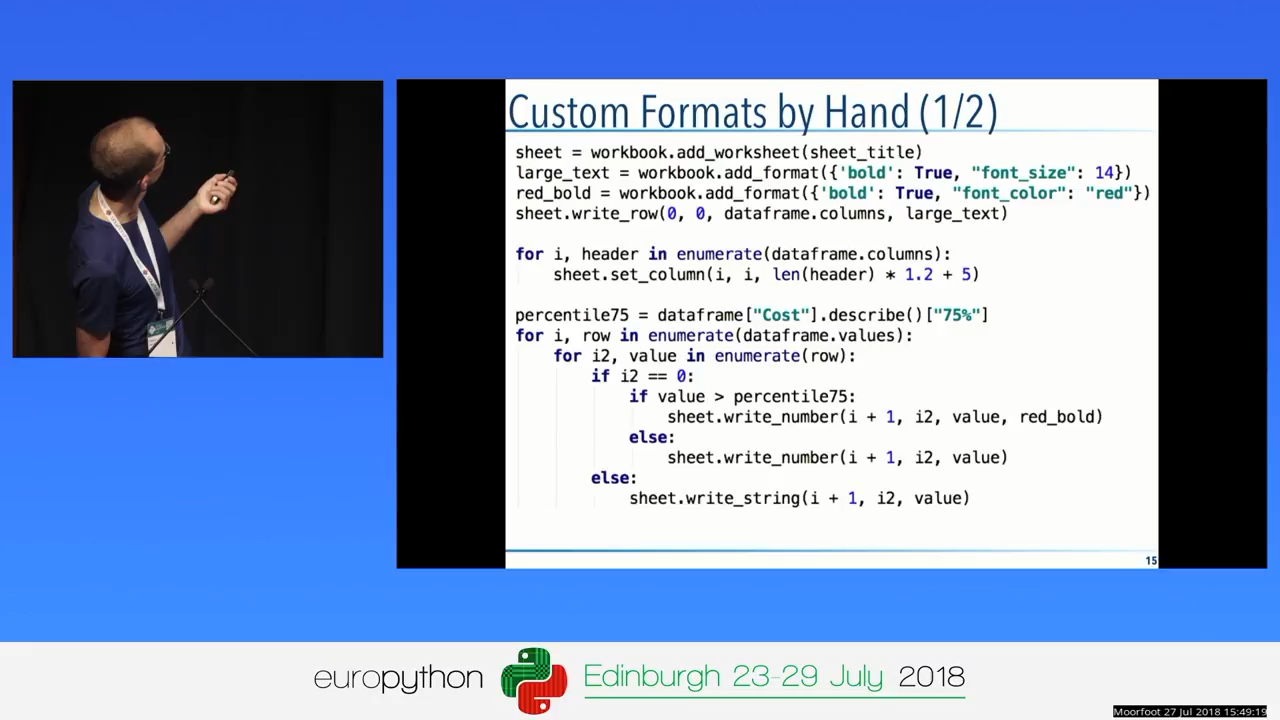 Custom Formats by Hand (1/2)
sheet = workbook.add_worksheet(sheet_title)
large_text = workbook.add_format({'bold': True, "font_size": 14})
red_bold = workbook.add_format({'bold': True, "font_color": "red"})
sheet.write_row(0, 0, dataframe.columns, large_text)
for i, header in enumerate(dataframe.columns):
sheet.set_column(i, i, len(header) * 1.2 + 5)
percentile75 = dataframe["Cost"].describe()["75%"]
for i, row in enumerate(dataframe.values):
for i2, value in enumerate(row):
if i2 == 0:
if value > percentile75:
sheet.write_number(i + 1, i2, value, red_bold)
else:
sheet.write_number(i + 1, i2, value)
else:
sheet.write_string(i + 1, i2, value)
15
europython Edinburgh 23-29 July 2018
Moorfoot 27 Jul 2018 15:49:19